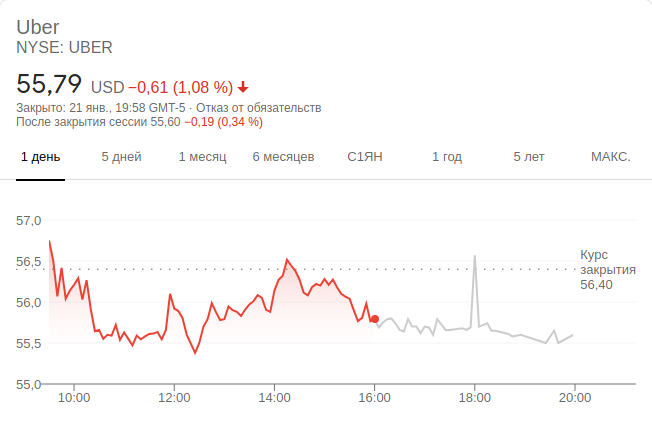 Uber
NYSE: UBER
55,79 USD −0,61 (1,08 %)
Закрыто: 21 янв., 19:58 GMT-5 · Отказ от обязательств
После закрытия сессии 55,60 −0,19 (0,34 %)
1 день 5 дней 1 месяц 6 месяцев С1ЯН 1 год 5 лет МАКС.
57,0
56,5
56,0
55,5
55,0
Курс
закрытия
56,40
10:00 12:00 14:00 16:00 18:00 20:00